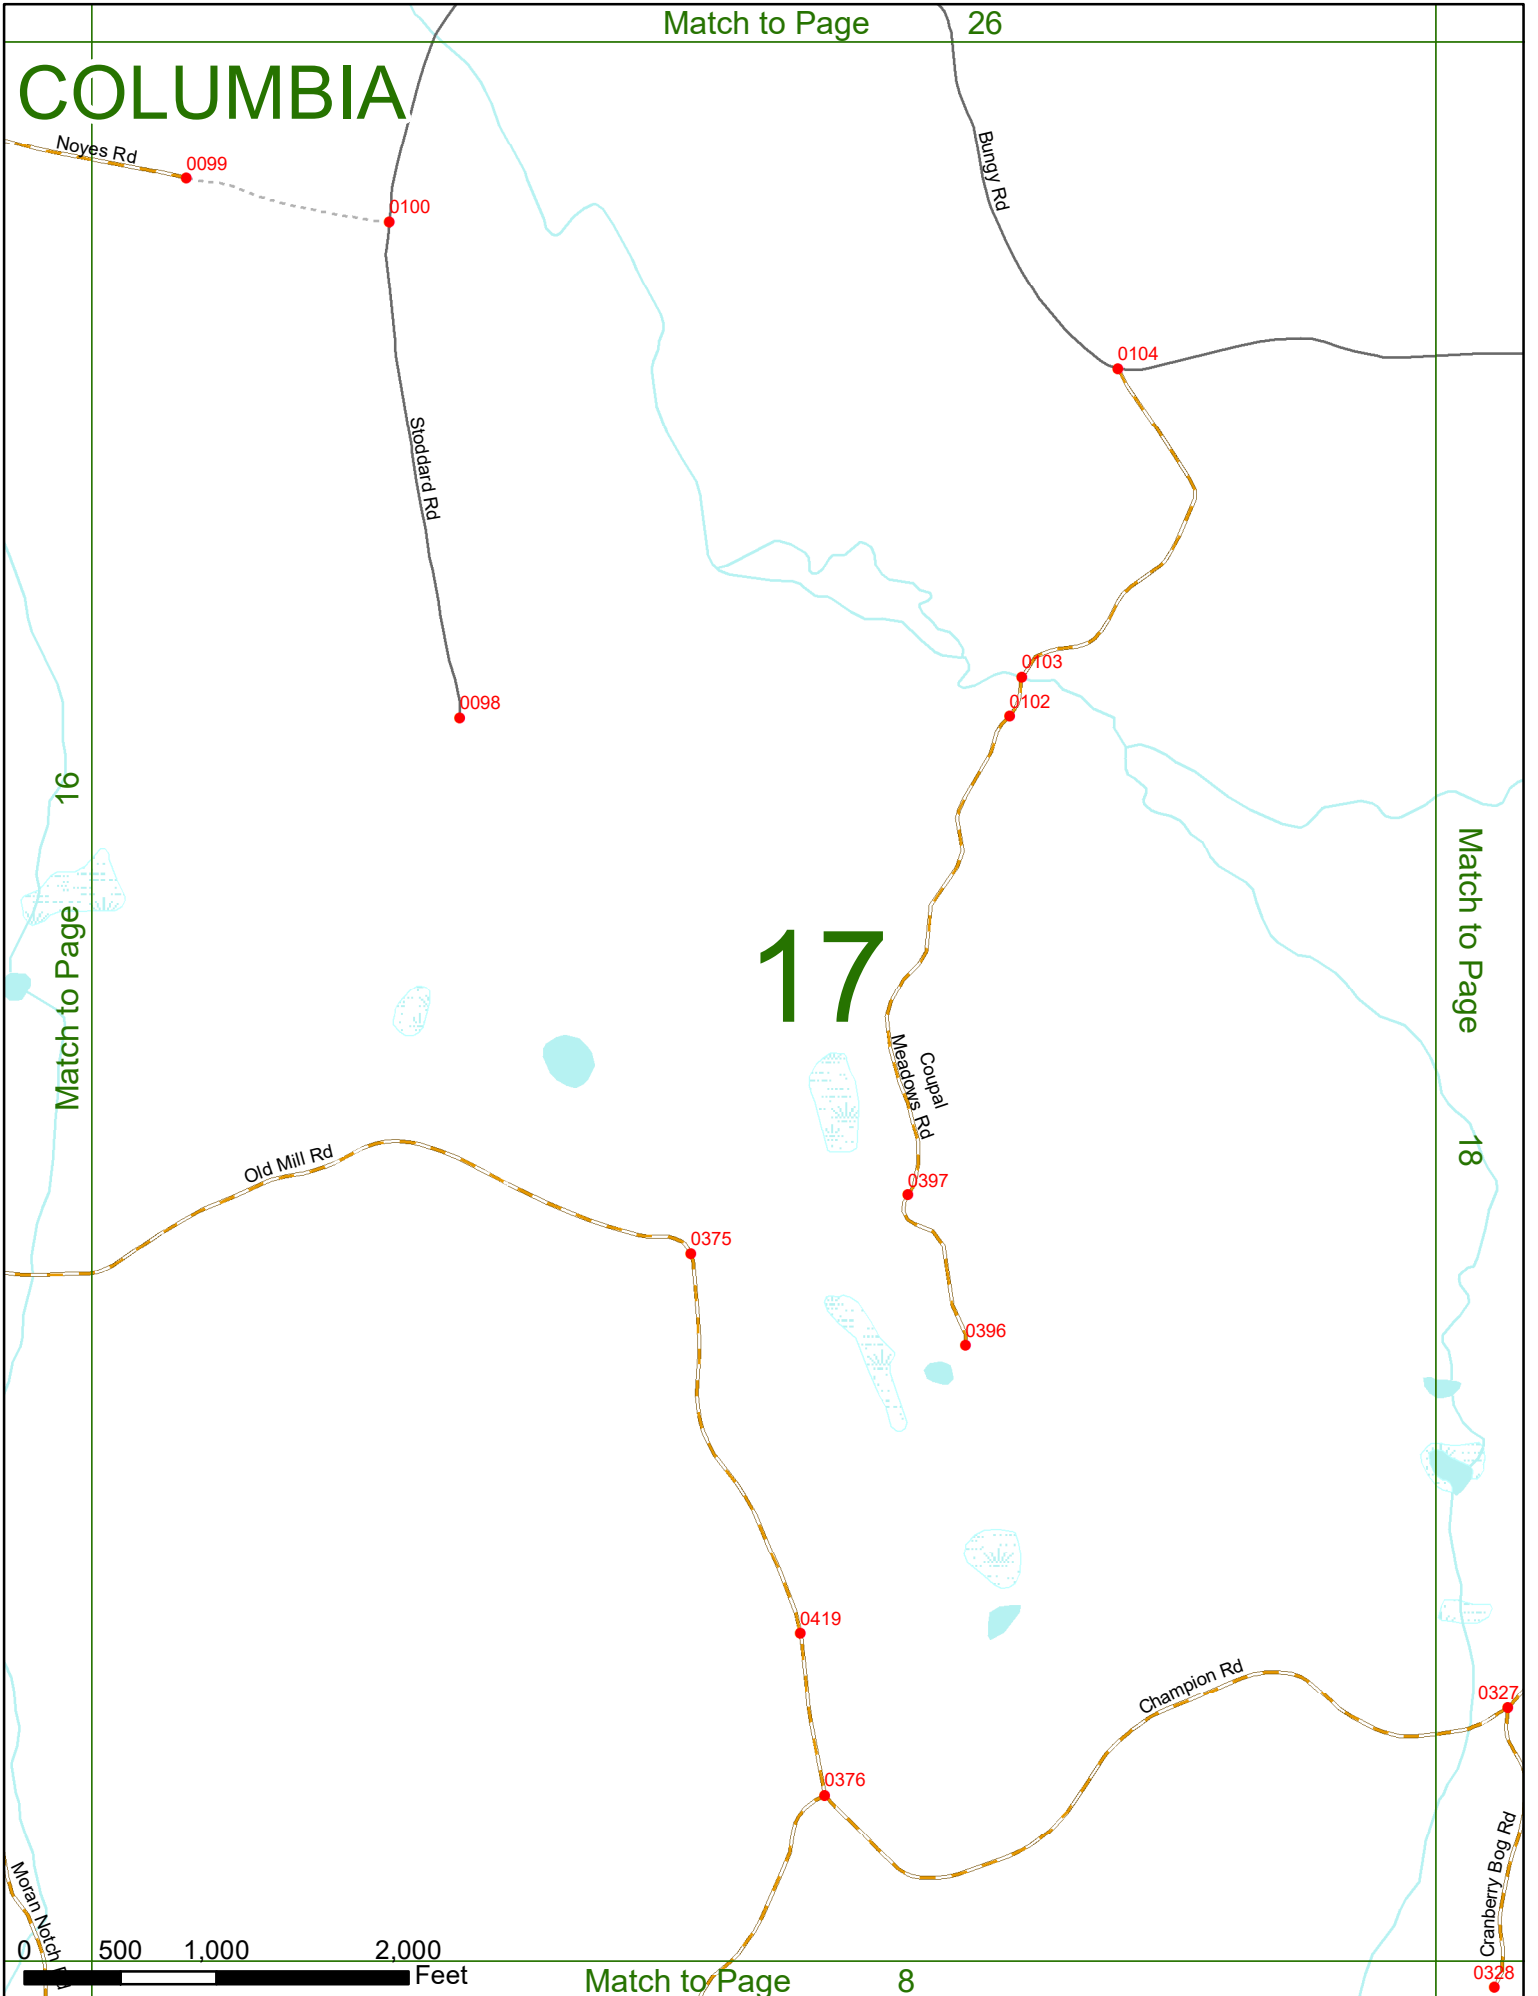 Match to Page 26
COLUMBIA
Noyes Rd
0099
0100
Bungy Rd
0104
Stoddard Rd
0103
0102
0098
Match to Page 16
17
Match to Page 18
Coupal
Meadows Rd
Old Mill Rd
0397
0375
0396
0419
Champion Rd
0327
0376
Cranberry Bog Rd
Moran Notch Rd
0 500 1,000 2,000
Feet
0328
Match to Page 8